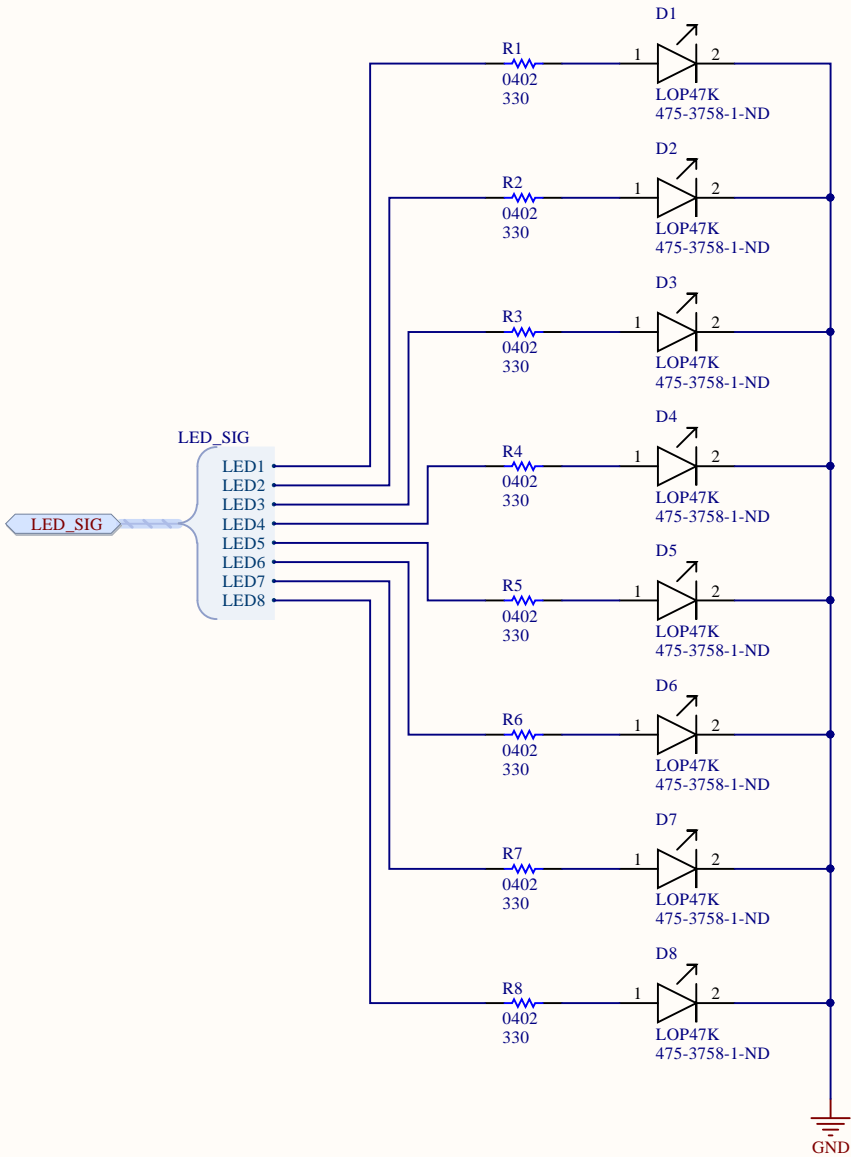 D1
R1
1
2
0402
330
LOP47K
475-3758-1-ND
D2
R2
1
2
0402
330
LOP47K
475-3758-1-ND
D3
R3
1
2
0402
330
LOP47K
475-3758-1-ND
LED_SIG
LED_SIG
LED1
LED2
LED3
LED4
LED5
LED6
LED7
LED8
D4
R4
1
2
0402
330
LOP47K
475-3758-1-ND
D5
R5
1
2
0402
330
LOP47K
475-3758-1-ND
D6
R6
1
2
0402
330
LOP47K
475-3758-1-ND
D7
R7
1
2
0402
330
LOP47K
475-3758-1-ND
D8
R8
1
2
0402
330
LOP47K
475-3758-1-ND
GND